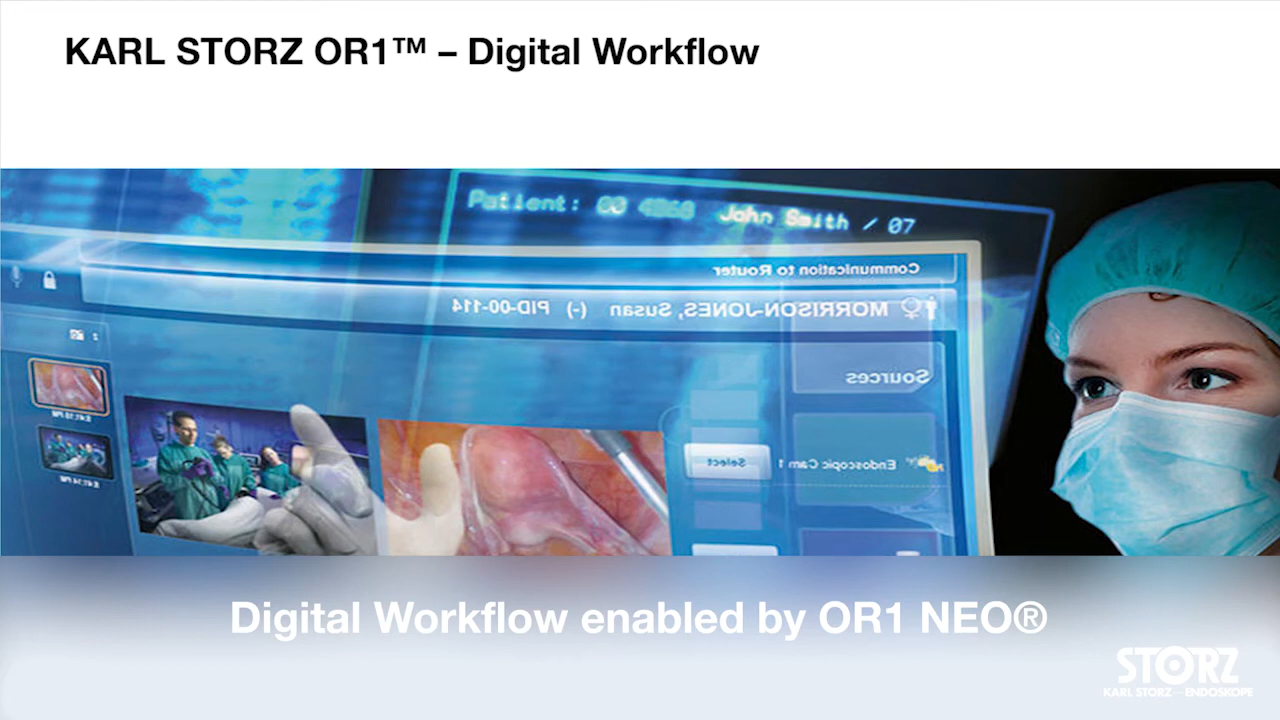 KARL STORZ OR1™ – Digital Workflow
Patient: 00 4860 John Smith / 07
Communication to Router
MORRISON-JONES, Susan (-) PID-00-114
Sources
Endoscopic Cam 1
Select
Digital Workflow enabled by OR1 NEO®
STORZ
KARL STORZ—ENDOSKOPE